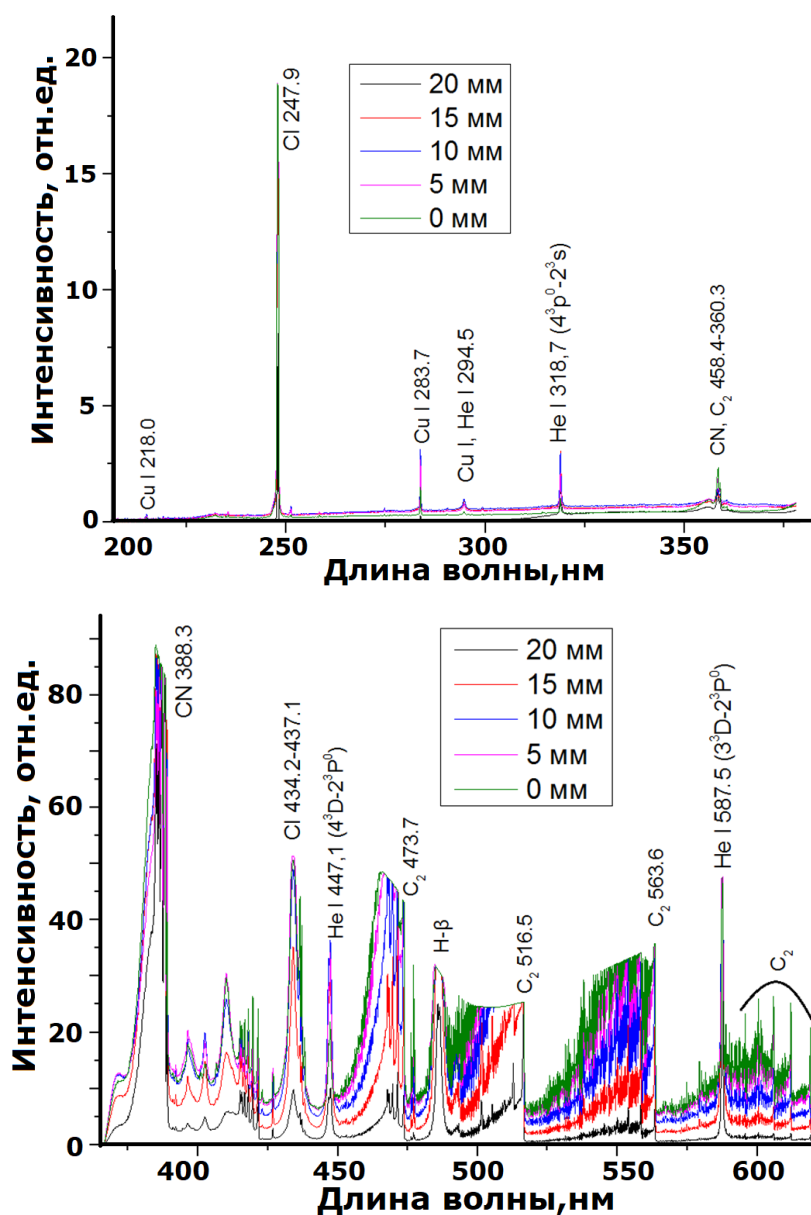 20
15
10
5
0
Интенсивность, отн.ед.
Cu I 218.0
CI 247.9
20 мм
15 мм
10 мм
5 мм
0 мм
Cu I 283.7
Cu I, He I 294.5
He I 318,7 (4³p⁰-2³s)
CN, C₂ 458.4-360.3
200 250 300 350
Длина волны,нм
80
60
40
20
0
Интенсивность, отн.ед.
CN 388.3
CI 434.2-437.1
He I 447,1 (4³D-2³P⁰)
C₂ 473.7
H-β
20 мм
15 мм
10 мм
5 мм
0 мм
C₂ 516.5
C₂ 563.6
He I 587.5 (3³D-2³P⁰)
C₂
400 450 500 550 600
Длина волны,нм